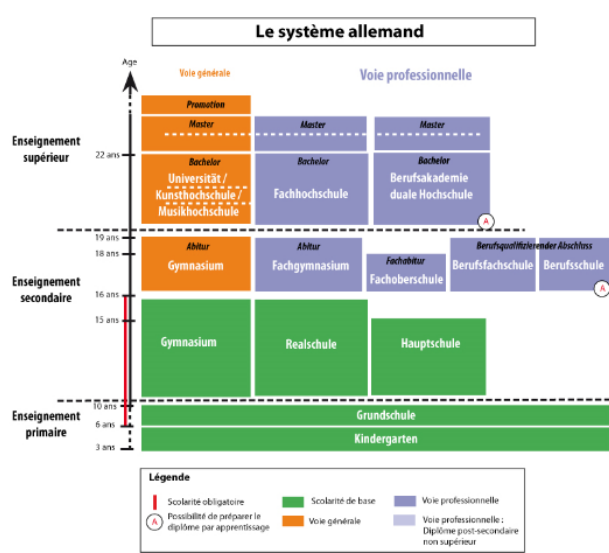 Le système allemand
Age
Voie générale
Voie professionnelle
Promotion
Enseignement
supérieur
Master
Master
Master
22 ans
Bachelor
Universität /
Kunsthochschule /
Musikhochschule
Bachelor
Fachhochschule
Bachelor
Berufsakademie
duale Hochschule
A
Enseignement
secondaire
19 ans
18 ans
16 ans
15 ans
Abitur
Gymnasium
Abitur
Fachgymnasium
Fachabitur
Fachoberschule
Berufsqualifizierender Abschluss
Berufsfachschule
Berufsschule
A
Gymnasium
Realschule
Hauptschule
Enseignement
primaire
10 ans
6 ans
3 ans
Grundschule
Kindergarten
Légende
Scolarité obligatoire
A
Possibilité de préparer le
diplôme par apprentissage
Scolarité de base
Voie générale
Voie professionnelle
Voie professionnelle :
Diplôme post-secondaire
non supérieur